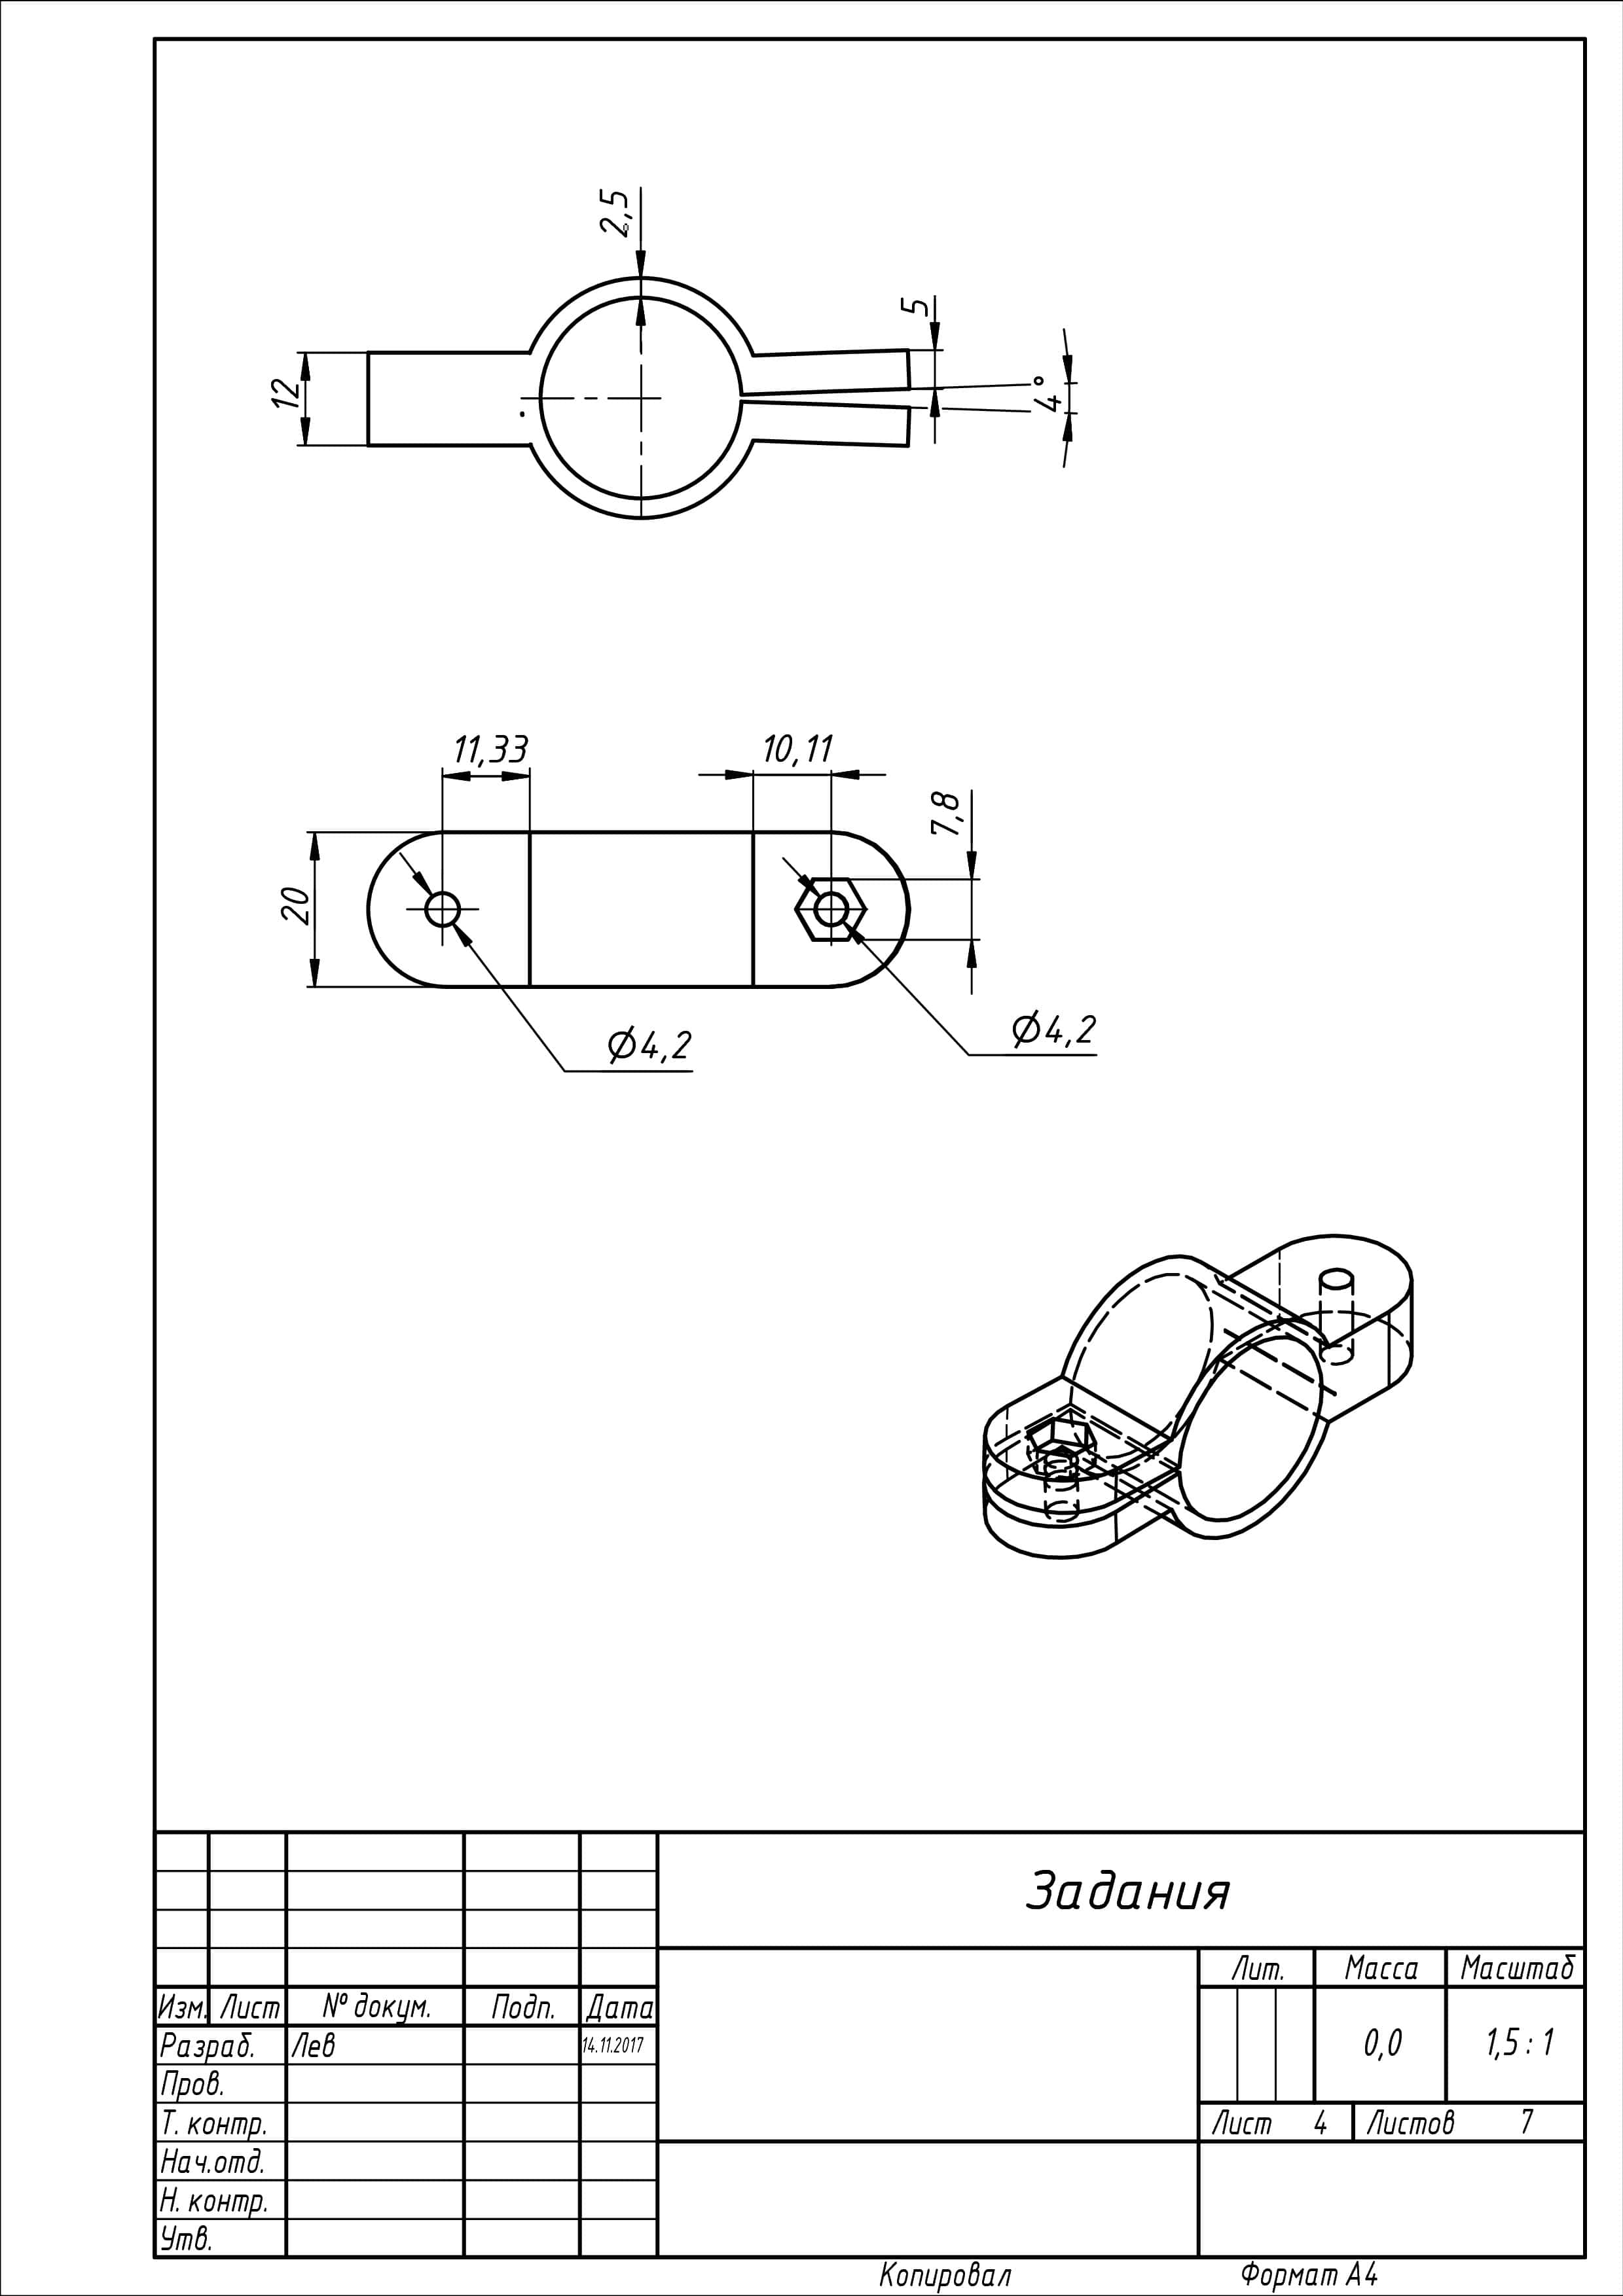 2,5
5
12
4°
11,33
10,11
7,8
20
Ø4,2
Ø4,2
Задания
Лит. Масса Масштаб
Изм. Лист № докум. Подп. Дата
Разраб. Лев 14.11.2017
0,0 1,5:1
Пров.
Т. контр.
Лист 4 Листов 7
Нач.отд.
Н. контр.
Утв.
Копировал Формат А4